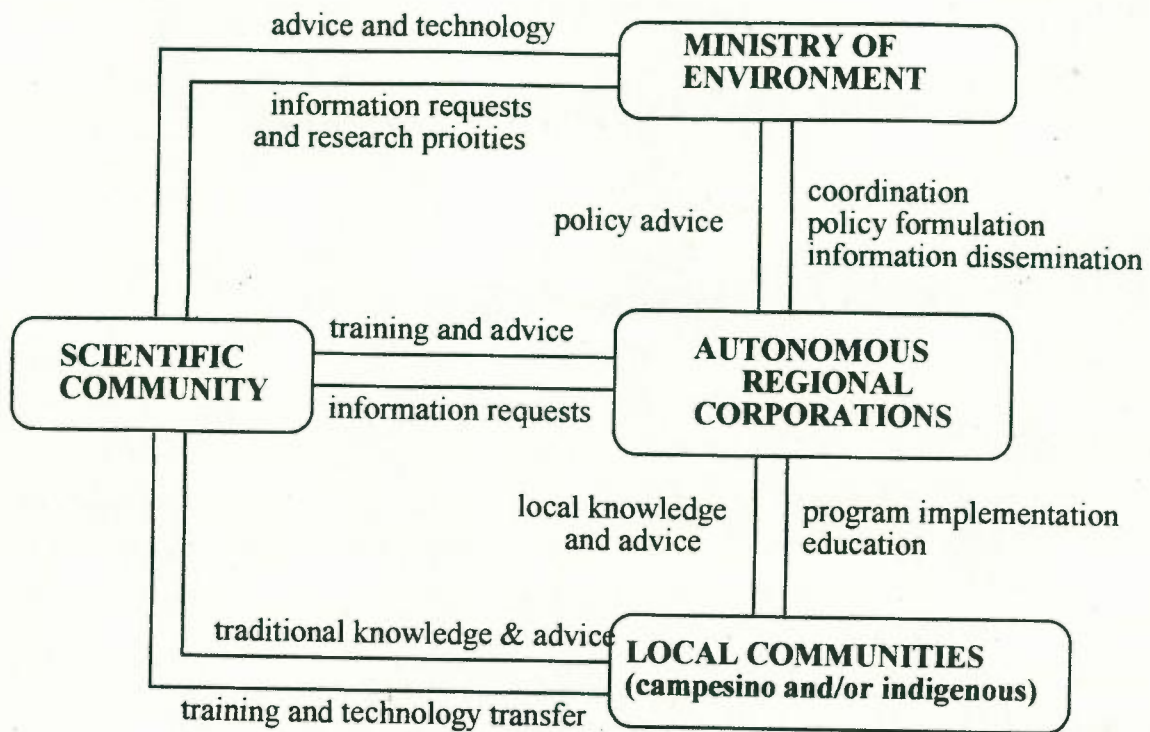 advice and technology
MINISTRY OF
ENVIRONMENT
information requests
and research prioities
policy advice
coordination
policy formulation
information dissemination
SCIENTIFIC
COMMUNITY
training and advice
information requests
AUTONOMOUS
REGIONAL
CORPORATIONS
local knowledge
and advice
program implementation
education
traditional knowledge & advice
LOCAL COMMUNITIES
(campesino and/or indigenous)
training and technology transfer